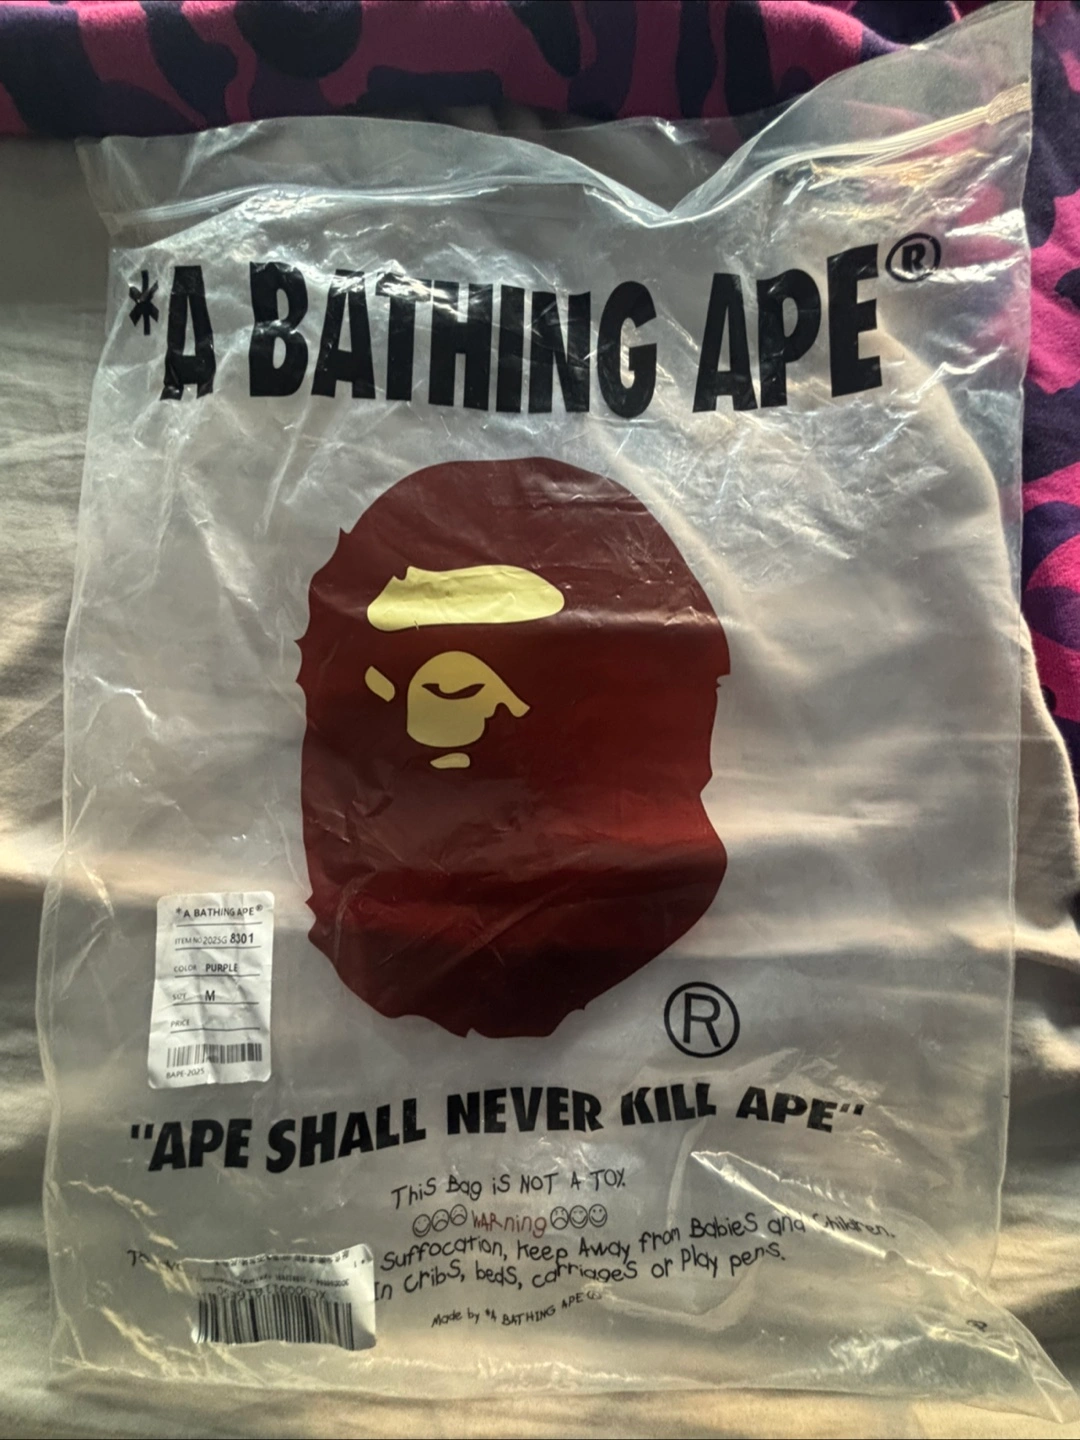 *A BATHING APE®
*A BATHING APE®
ITEM NO 2025G 8301
COLOR PURPLE
SIZE M
PRICE
BAPE-2025
®
"APE SHALL NEVER KILL APE"
ThiS Bag iS NOT A TOY.
WARning
Suffocation, Keep Away from BabieS and Children.
In CribS, bedS, carriageS or Play penS.
Made by *A BATHING APE